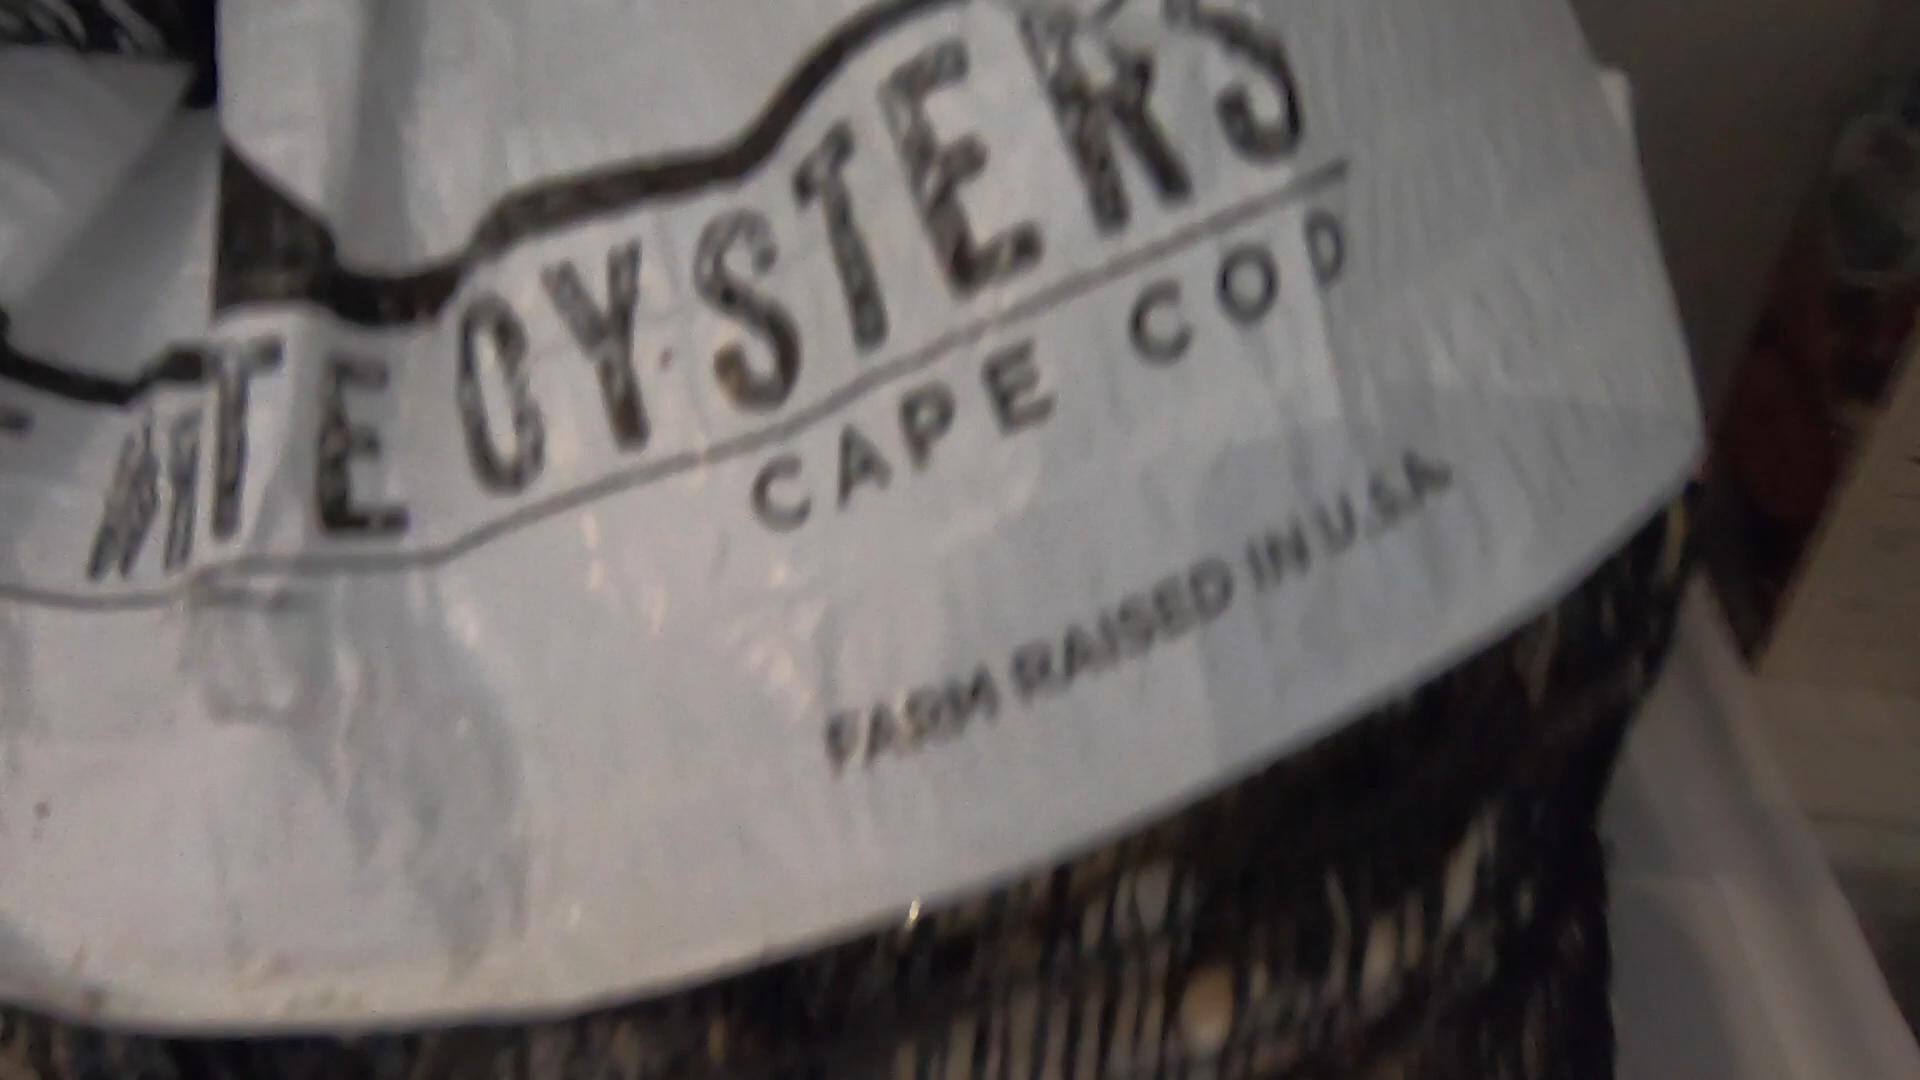 OYSTERS
CAPE COD
FARM RAISED IN U.S.A.